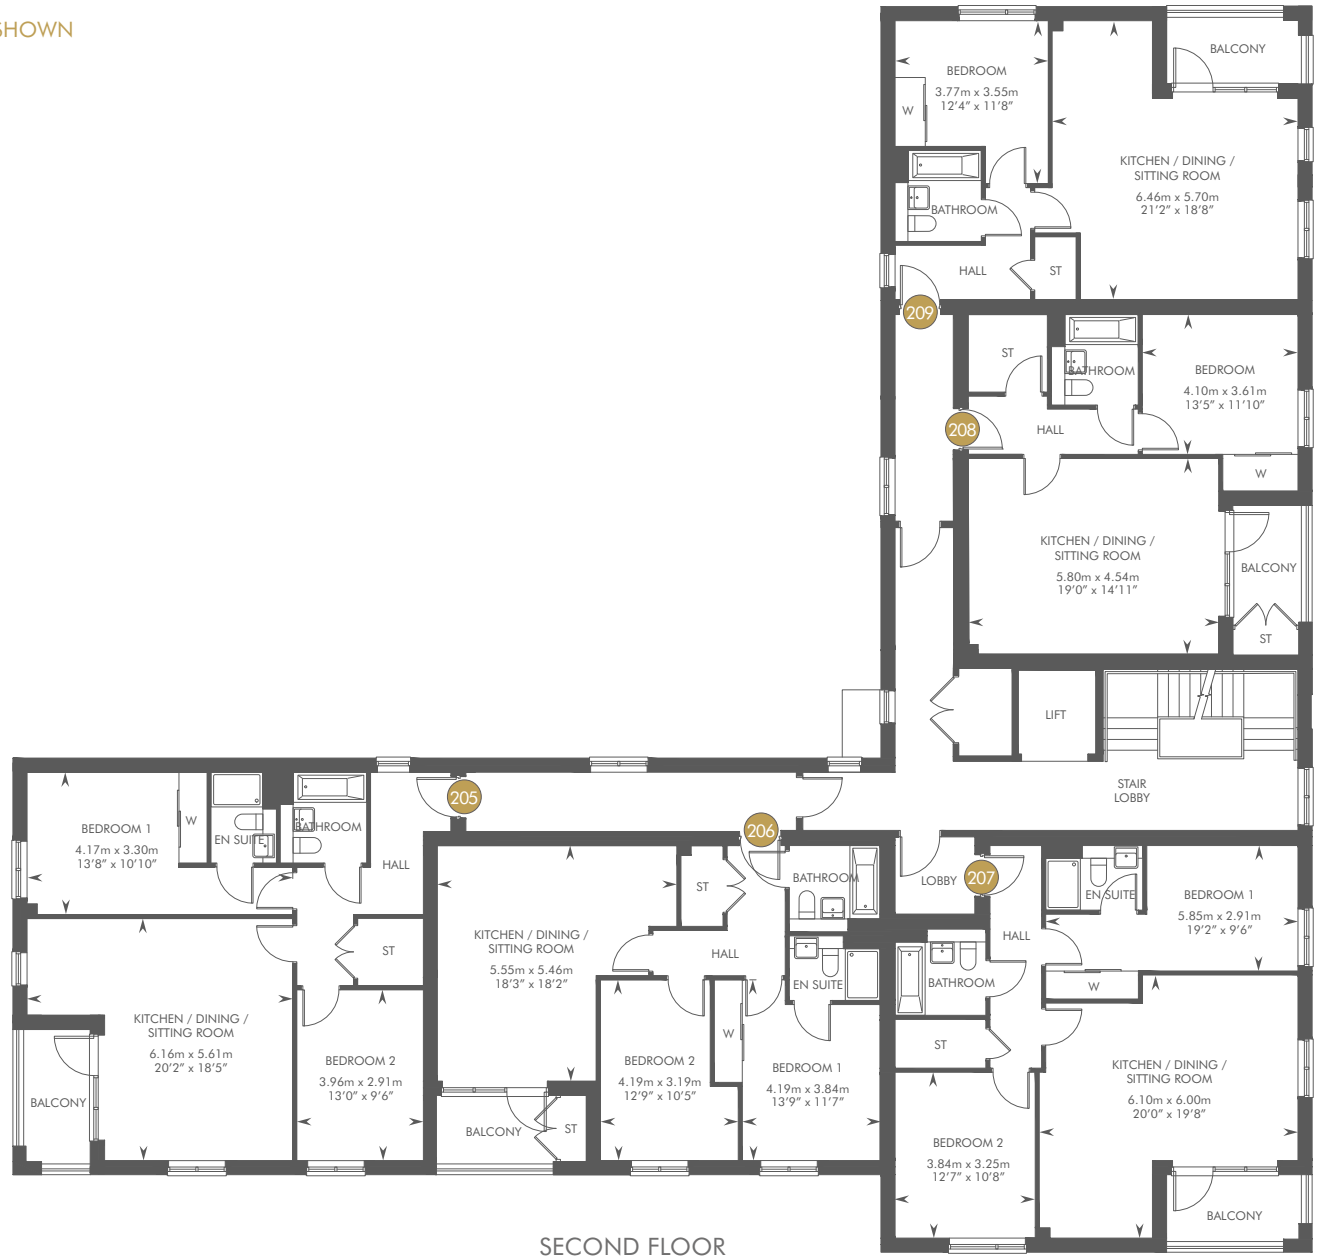 SHOWN
BALCONY
BEDROOM
3.77m x 3.55m
12'4" x 11'8"
W
KITCHEN / DINING /
SITTING ROOM
6.46m x 5.70m
21'2" x 18'8"
BATHROOM
HALL
ST
209
ST
BATHROOM
BEDROOM
4.10m x 3.61m
13'5" x 11'10"
208
HALL
W
KITCHEN / DINING /
SITTING ROOM
5.80m x 4.54m
19'0" x 14'11"
BALCONY
ST
LIFT
STAIR
LOBBY
205
BEDROOM 1
4.17m x 3.30m
13'8" x 10'10"
W
EN SUITE
BATHROOM
HALL
ST
KITCHEN / DINING /
SITTING ROOM
6.16m x 5.61m
20'2" x 18'5"
BALCONY
BEDROOM 2
3.96m x 2.91m
13'0" x 9'6"
206
ST
BATHROOM
KITCHEN / DINING /
SITTING ROOM
5.55m x 5.46m
18'3" x 18'2"
HALL
EN SUITE
W
BEDROOM 2
4.19m x 3.19m
12'9" x 10'5"
BEDROOM 1
4.19m x 3.84m
13'9" x 11'7"
BALCONY
ST
LOBBY
207
EN SUITE
BEDROOM 1
5.85m x 2.91m
19'2" x 9'6"
HALL
BATHROOM
W
ST
KITCHEN / DINING /
SITTING ROOM
6.10m x 6.00m
20'0" x 19'8"
BEDROOM 2
3.84m x 3.25m
12'7" x 10'8"
BALCONY
SECOND FLOOR